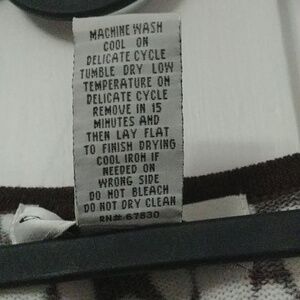 MACHINE WASH
COOL ON
DELICATE CYCLE
TUMBLE DRY LOW
TEMPERATURE ON
DELICATE CYCLE
REMOVE IN 15
MINUTES AND
THEN LAY FLAT
TO FINISH DRYING
COOL IRON IF
NEEDED ON
WRONG SIDE
DO NOT BLEACH
DO NOT DRY CLEAN
RN# 67830